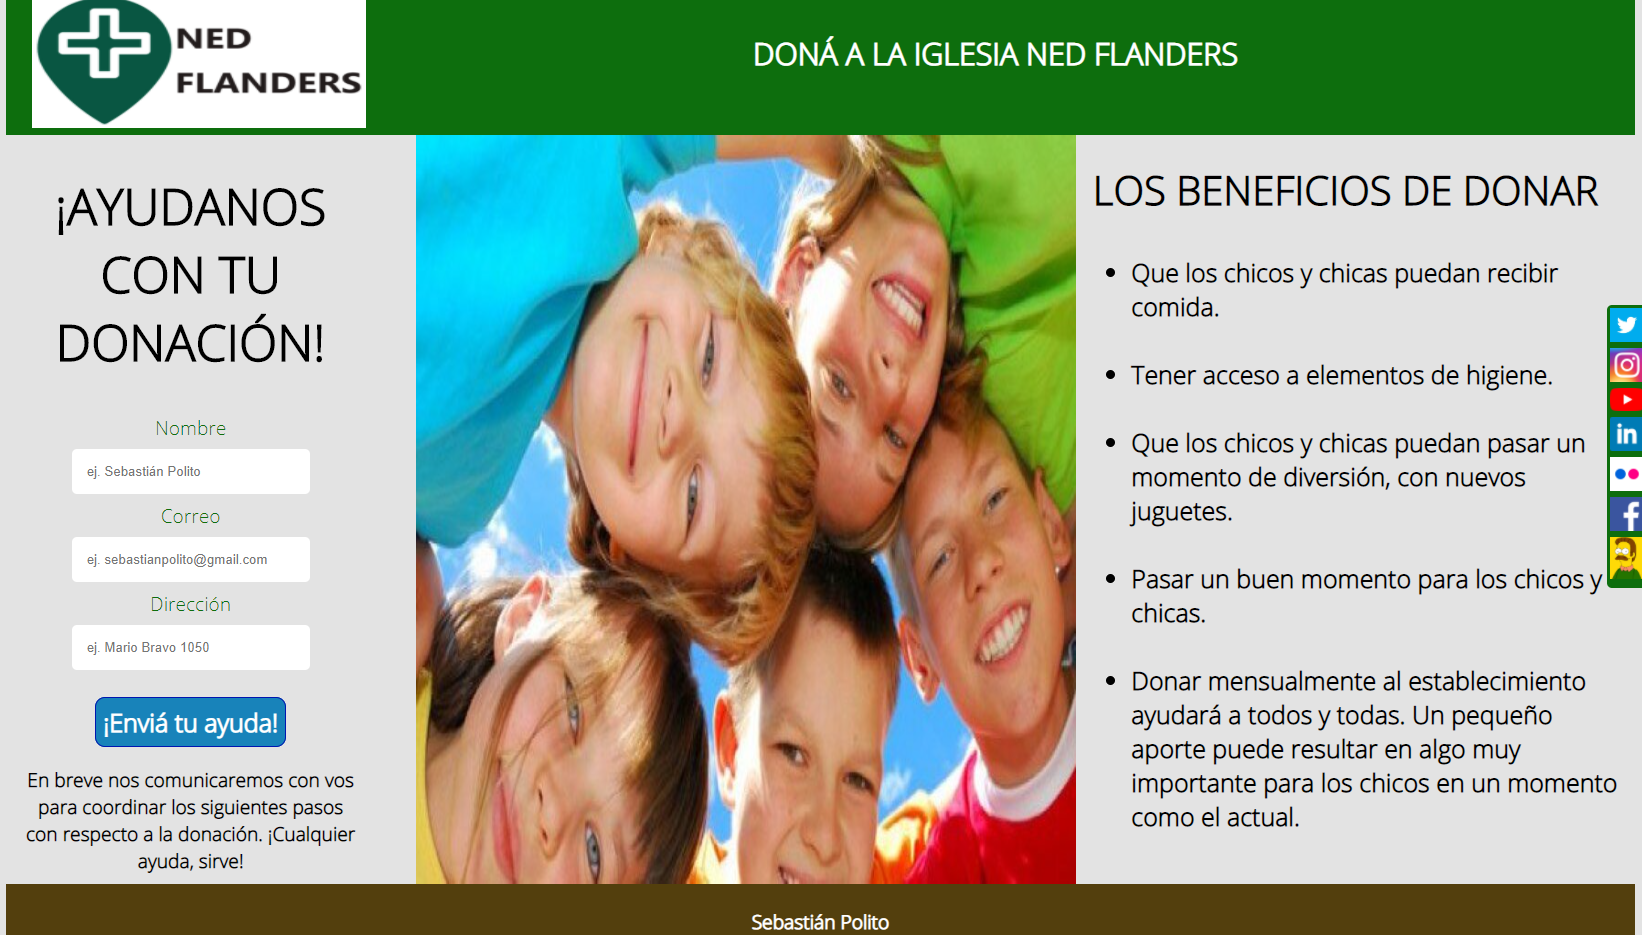 NED
FLANDERS
DONÁ A LA IGLESIA NED FLANDERS
¡AYUDANOS
CON TU
DONACIÓN!
Nombre
ej. Sebastián Polito
Correo
ej. sebastianpolito@gmail.com
Dirección
ej. Mario Bravo 1050
¡Enviá tu ayuda!
En breve nos comunicaremos con vos
para coordinar los siguientes pasos
con respecto a la donación. ¡Cualquier
ayuda, sirve!
LOS BENEFICIOS DE DONAR
Que los chicos y chicas puedan recibir
comida.
Tener acceso a elementos de higiene.
Que los chicos y chicas puedan pasar un
momento de diversión, con nuevos
juguetes.
Pasar un buen momento para los chicos y
chicas.
Donar mensualmente al establecimiento
ayudará a todos y todas. Un pequeño
aporte puede resultar en algo muy
importante para los chicos en un momento
como el actual.
in
f
Sebastián Polito